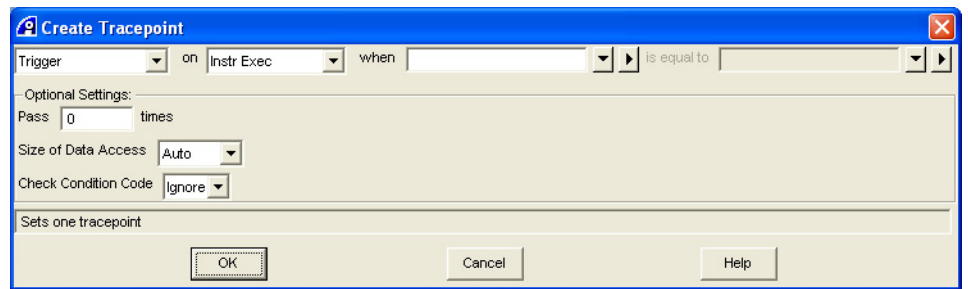 Create Tracepoint
Trigger on Instr Exec when is equal to
Optional Settings:
Pass 0 times
Size of Data Access Auto
Check Condition Code Ignore
Sets one tracepoint
OK Cancel Help